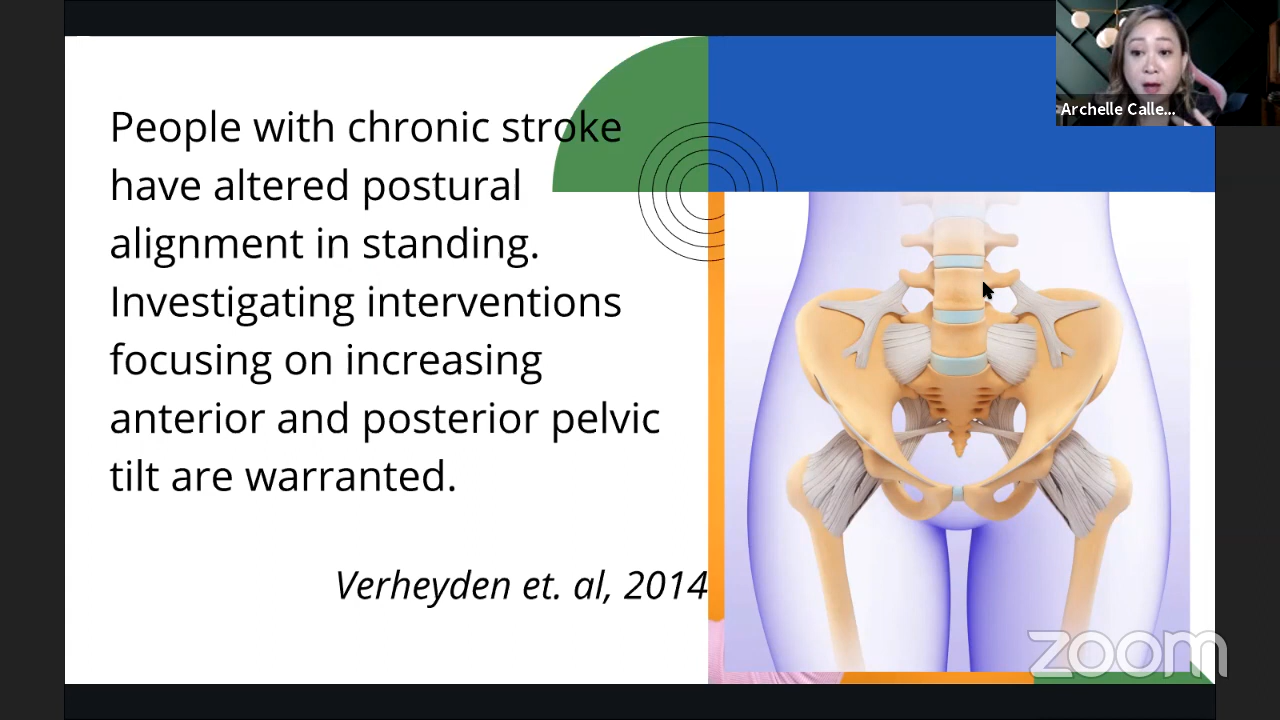 People with chronic stroke
have altered postural
alignment in standing.
Investigating interventions
focusing on increasing
anterior and posterior pelvic
tilt are warranted.
Verheyden et. al, 2014
Archelle Calle...
zoom